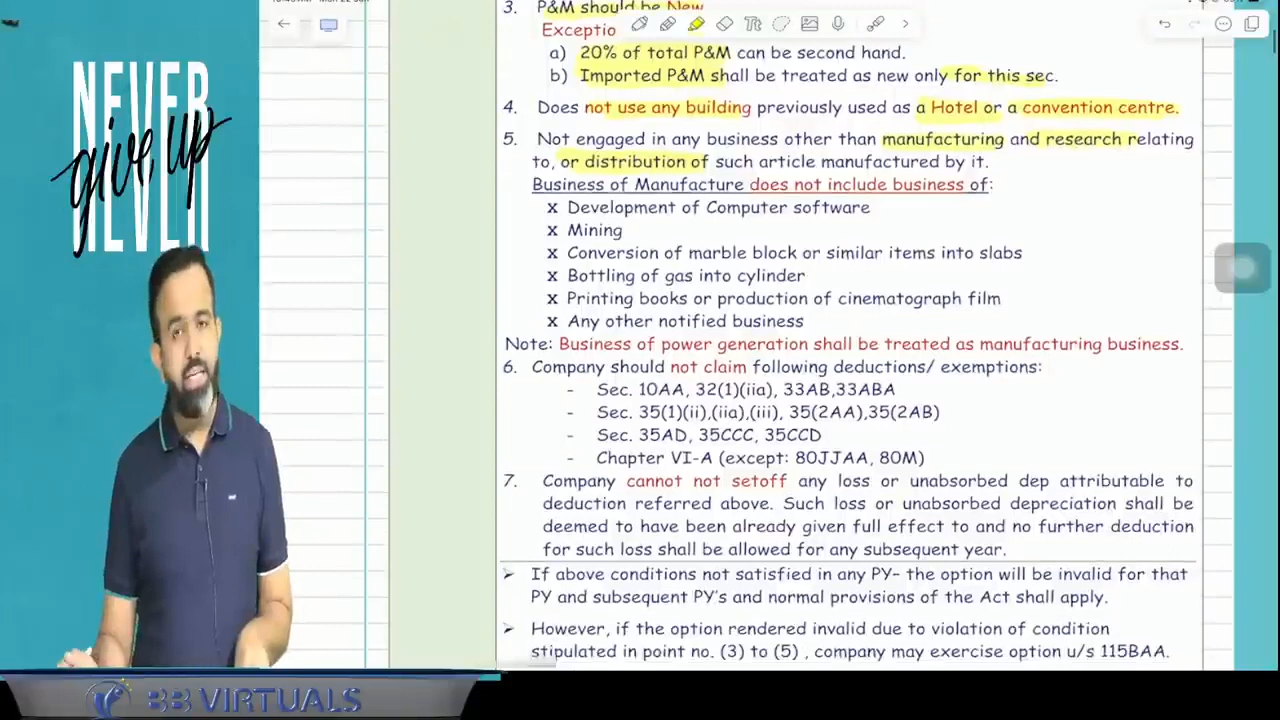 NEVER
give up
NEVER
3. P&M should be New
Exceptio
a) 20% of total P&M can be second hand.
b) Imported P&M shall be treated as new only for this sec.
4. Does not use any building previously used as a Hotel or a convention centre.
5. Not engaged in any business other than manufacturing and research relating
to, or distribution of such article manufactured by it.
Business of Manufacture does not include business of:
x Development of Computer software
x Mining
x Conversion of marble block or similar items into slabs
x Bottling of gas into cylinder
x Printing books or production of cinematograph film
x Any other notified business
Note: Business of power generation shall be treated as manufacturing business.
6. Company should not claim following deductions/ exemptions:
- Sec. 10AA, 32(1)(iia), 33AB,33ABA
- Sec. 35(1)(ii),(iia),(iii), 35(2AA),35(2AB)
- Sec. 35AD, 35CCC, 35CCD
- Chapter VI-A (except: 80JJAA, 80M)
7. Company cannot not setoff any loss or unabsorbed dep attributable to
deduction referred above. Such loss or unabsorbed depreciation shall be
deemed to have been already given full effect to and no further deduction
for such loss shall be allowed for any subsequent year.
➢ If above conditions not satisfied in any PY– the option will be invalid for that
PY and subsequent PY's and normal provisions of the Act shall apply.
➢ However, if the option rendered invalid due to violation of condition
stipulated in point no. (3) to (5) , company may exercise option u/s 115BAA.
BB VIRTUALS